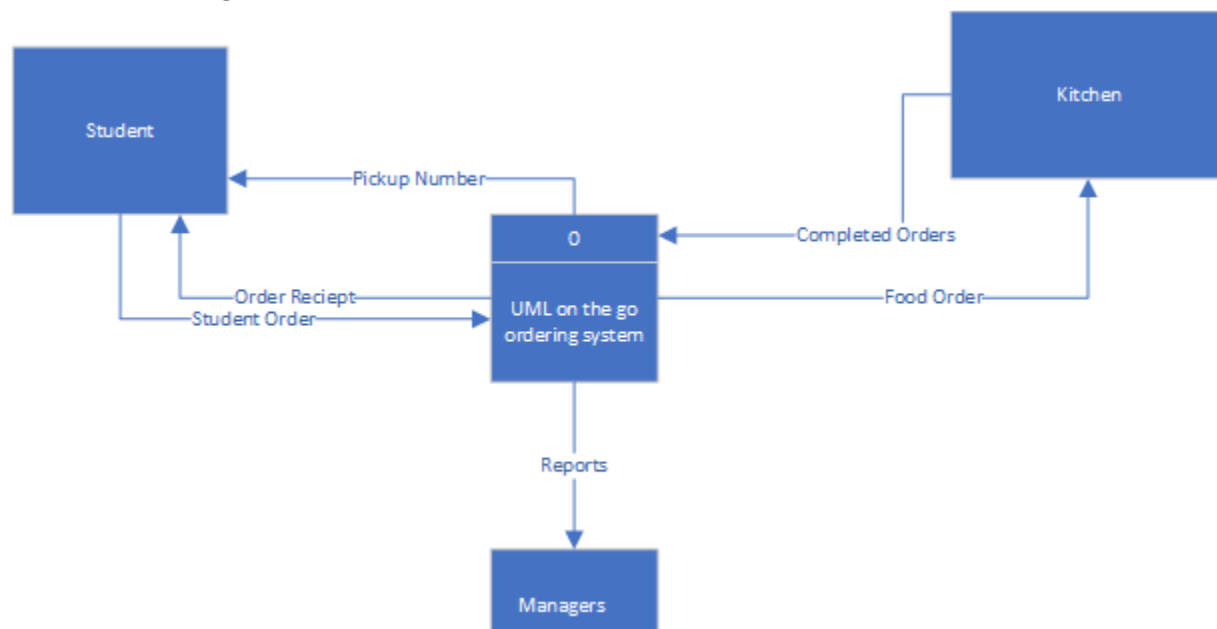 Kitchen
Student
Pickup Number
0
Completed Orders
Order Reciept
Food Order
Student Order
UML on the go
ordering system
Reports
Managers